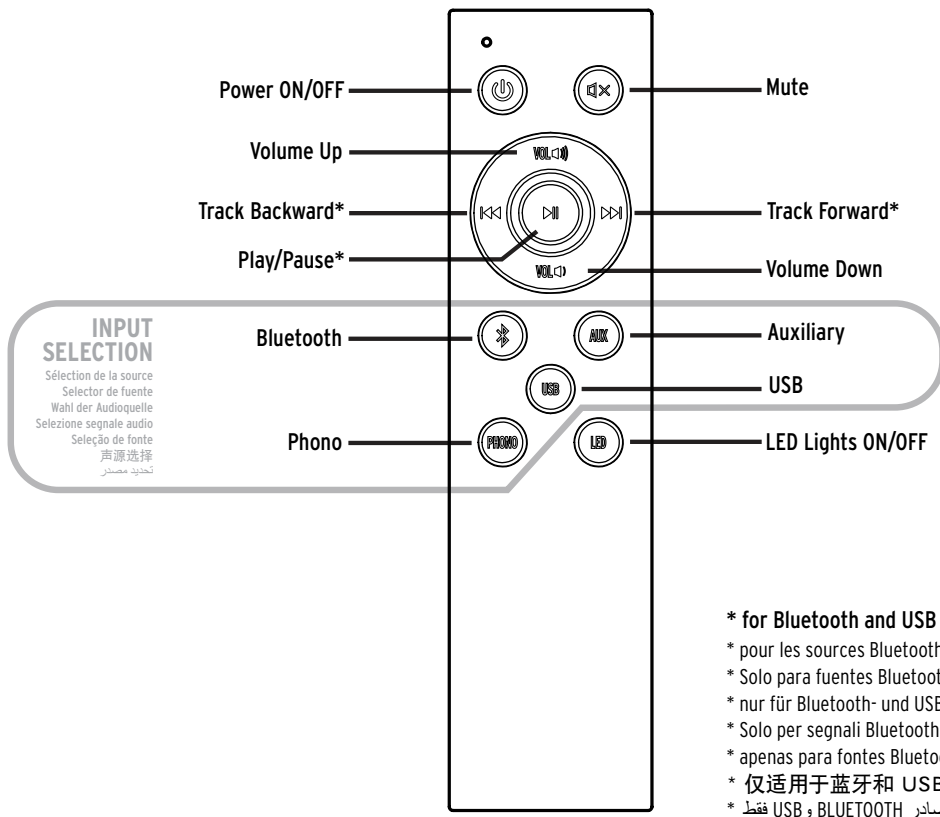 Power ON/OFF
Mute
Volume Up
VOL
Track Backward*
Track Forward*
Play/Pause*
VOL
Volume Down
INPUT
SELECTION
Sélection de la source
Selector de fuente
Wahl der Audioquelle
Selezione segnale audio
Seleção de fonte
声源选择
تحديد مصدر
Bluetooth
AUX
Auxiliary
USB
USB
Phono
PHONO
LED
LED Lights ON/OFF
* for Bluetooth and USB
* pour les sources Bluetooth
* Solo para fuentes Bluetoot
* nur für Bluetooth- und USB
* Solo per segnali Bluetooth
* apenas para fontes Bluetoo
* 仅适用于蓝牙和 USB
* صادر BLUETOOTH و USB فقط